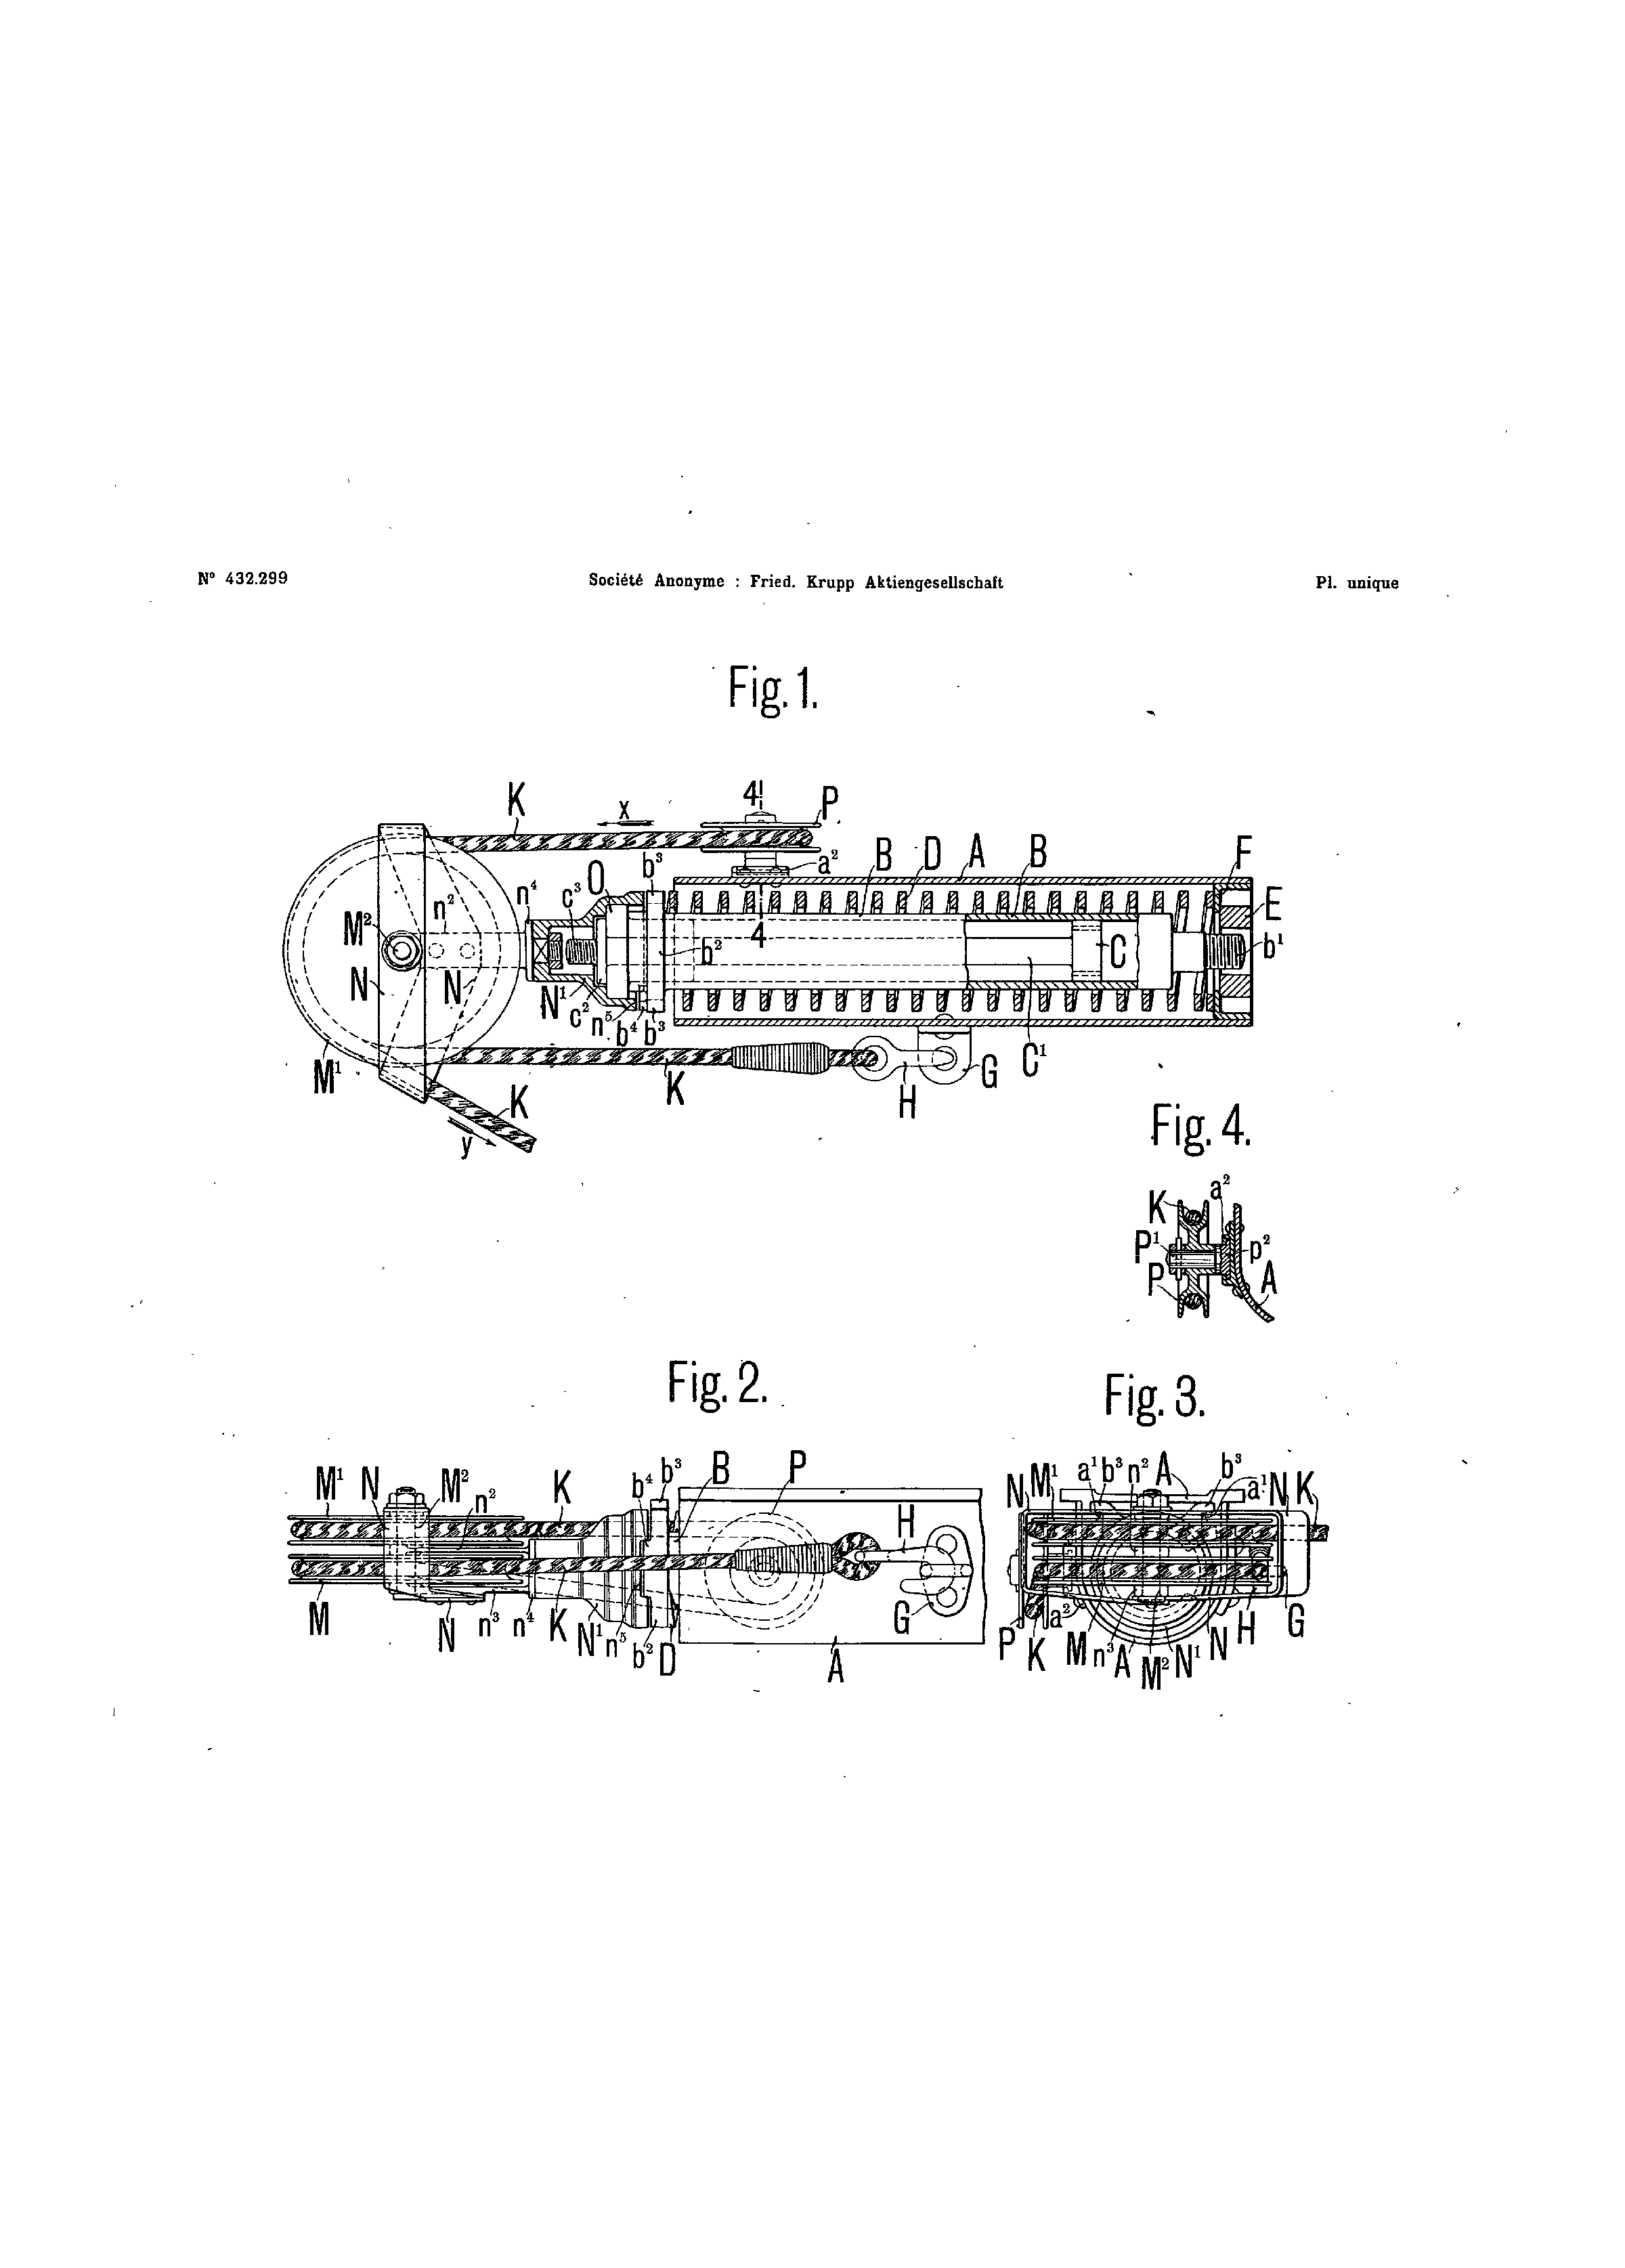 N° 432.299 Société Anonyme : Fried. Krupp Aktiengesellschaft Pl. unique
Fig. 1.
K x 4 P
a² B D A B F
b³ O c³ n⁴ n² E
M² 4 b² C b¹
N N N¹ c² n⁵ b⁴ b³
M¹ K H G C¹
K
y
Fig. 4.
K a²
P¹ p²
P A
Fig. 2.
M¹ N M² n² K b⁴ b³ B P
H
M N n³ n⁴ K N¹ n⁵ b² D A G
Fig. 3.
N M¹ a¹ b³ n² A b³ a¹ N K
P K a² M n³ A M² N¹ N H G